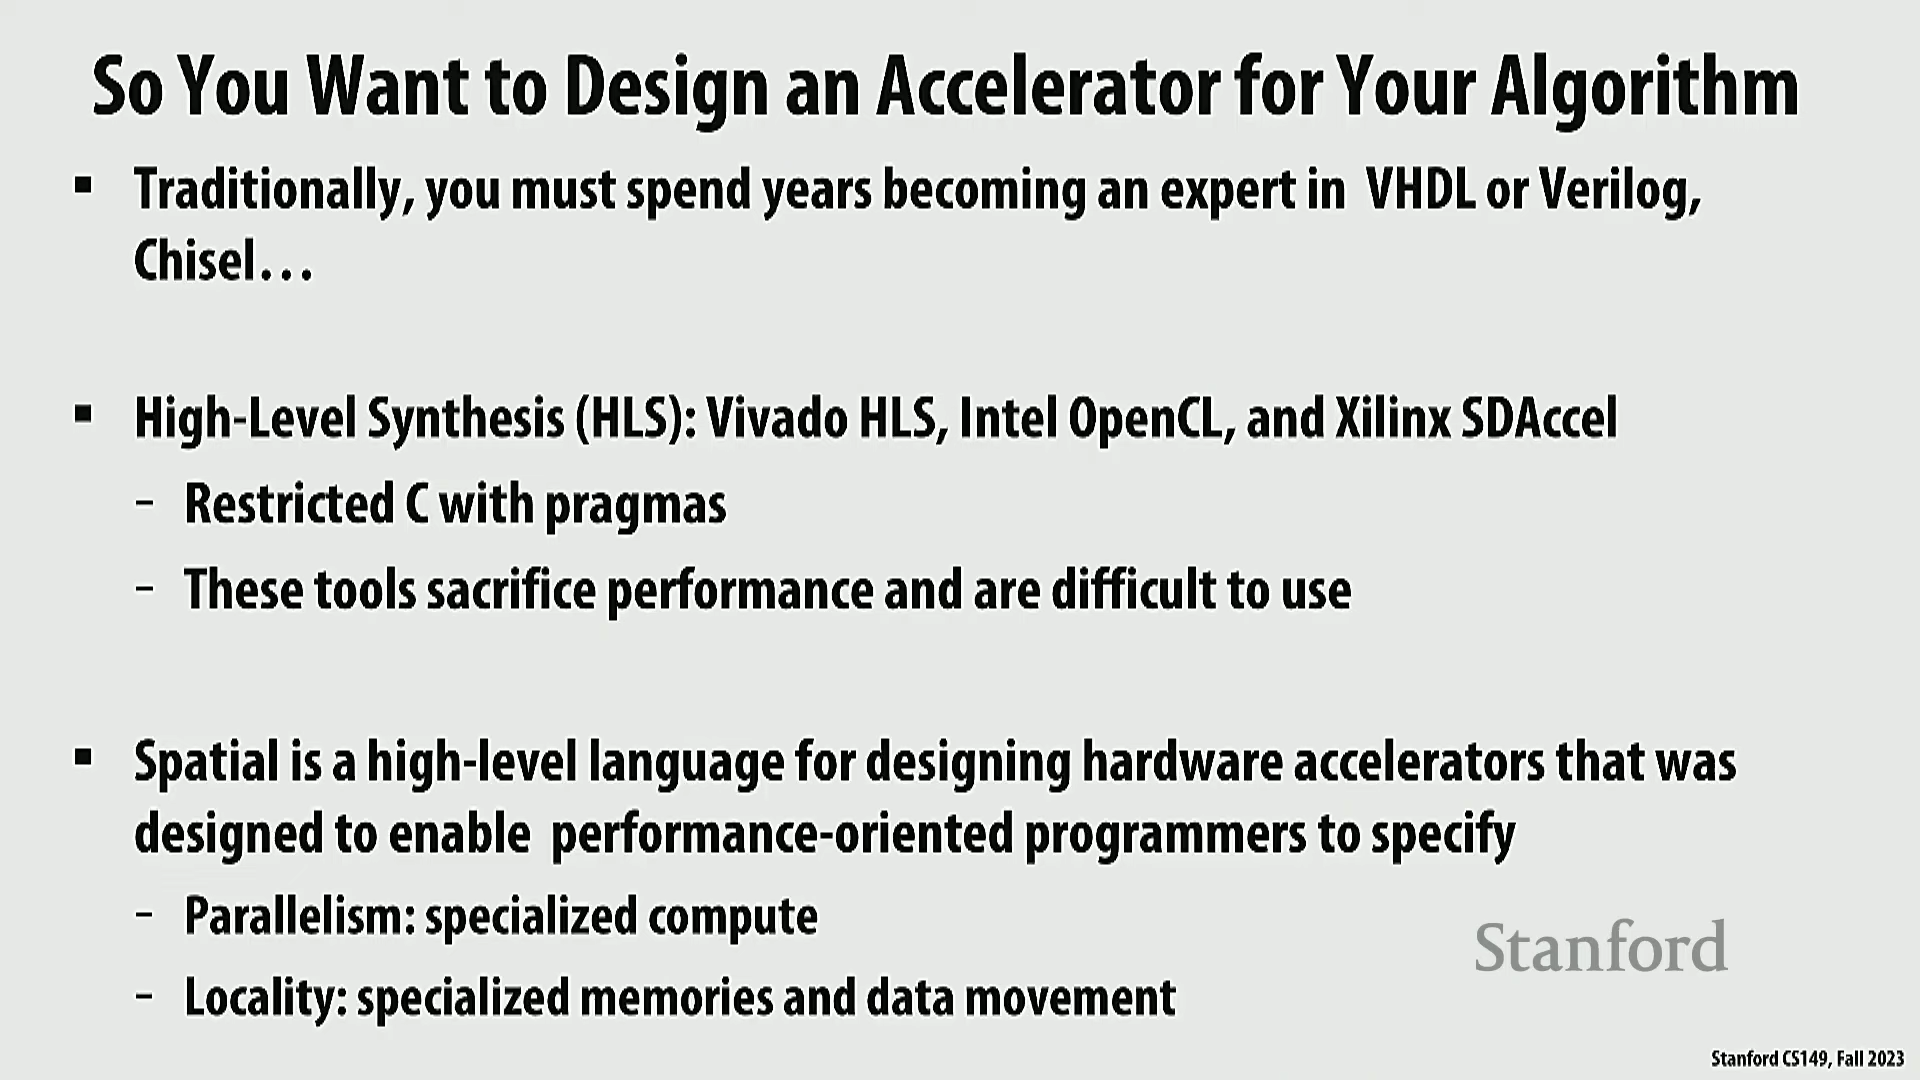 So You Want to Design an Accelerator for Your Algorithm
▪ Traditionally, you must spend years becoming an expert in VHDL or Verilog,
Chisel…
▪ High-Level Synthesis (HLS): Vivado HLS, Intel OpenCL, and Xilinx SDAccel
– Restricted C with pragmas
– These tools sacrifice performance and are difficult to use
▪ Spatial is a high-level language for designing hardware accelerators that was
designed to enable performance-oriented programmers to specify
– Parallelism: specialized compute
– Locality: specialized memories and data movement
Stanford
Stanford CS149, Fall 2023